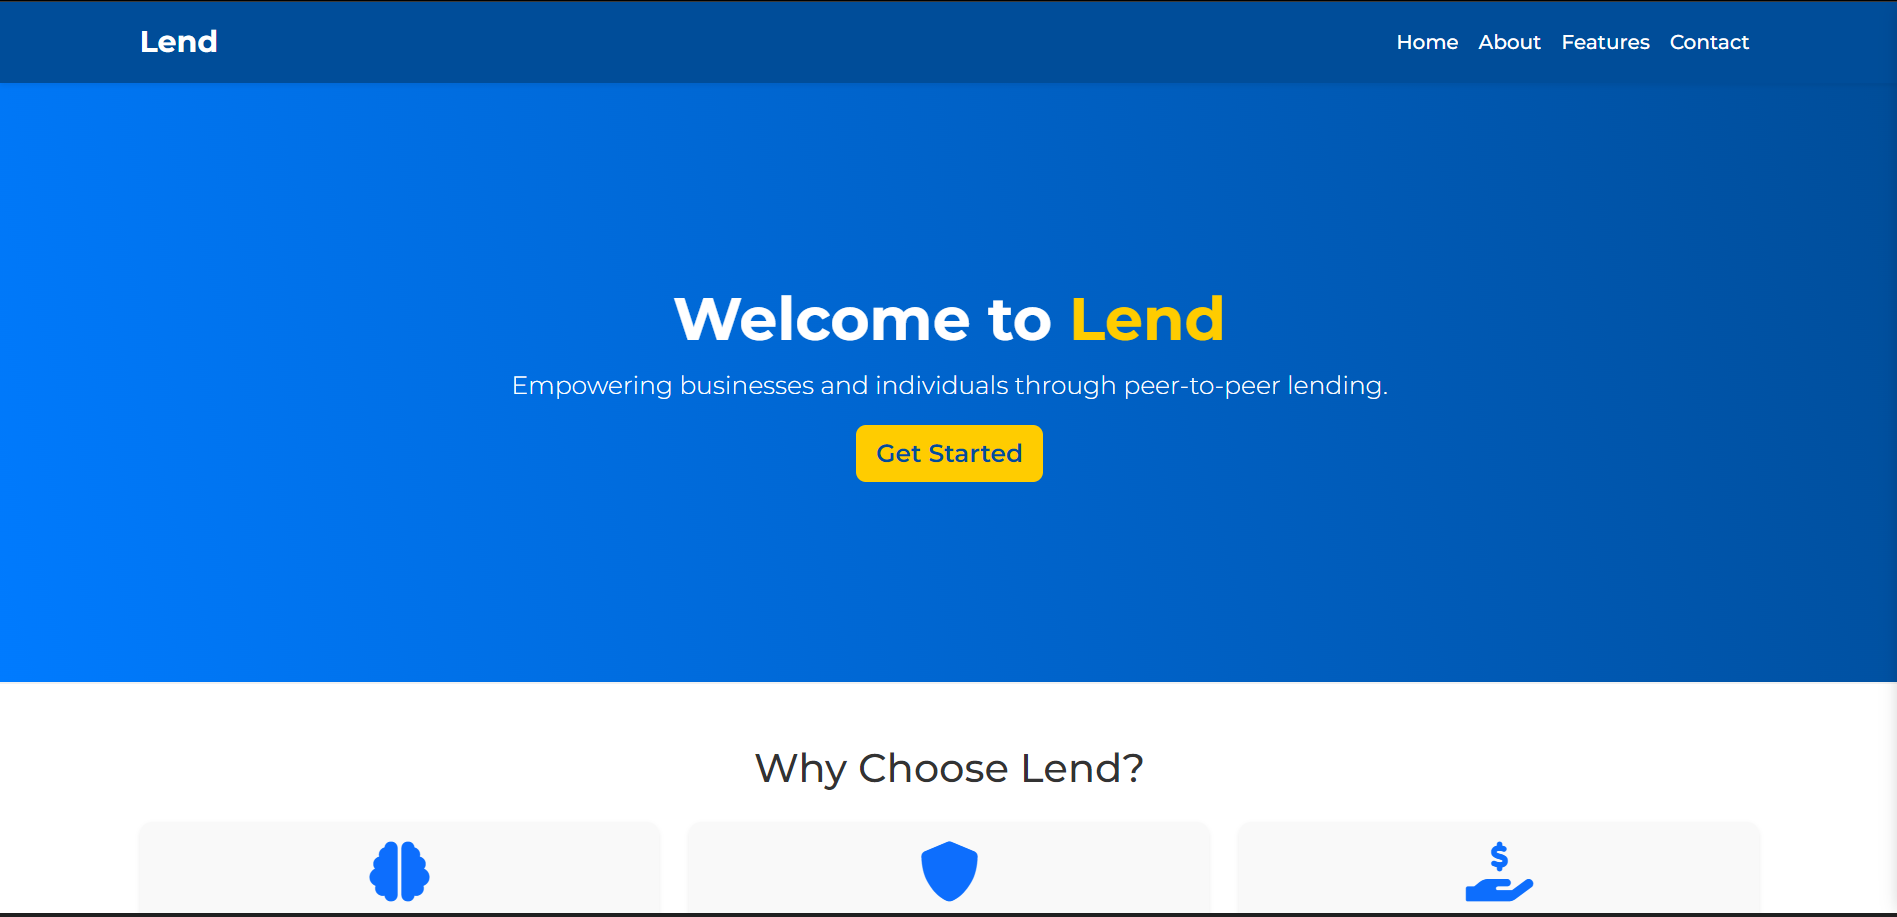 Lend
Home About Features Contact
Welcome to Lend
Empowering businesses and individuals through peer-to-peer lending.
Get Started
Why Choose Lend?
$